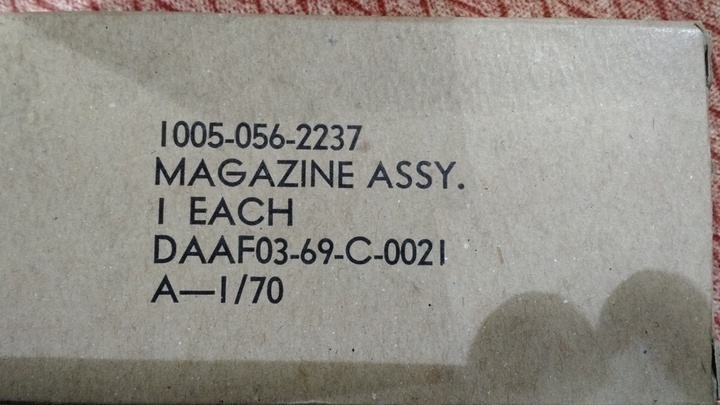 1005-056-2237
MAGAZINE ASSY.
1 EACH
DAAF03-69-C-0021
A—1/70